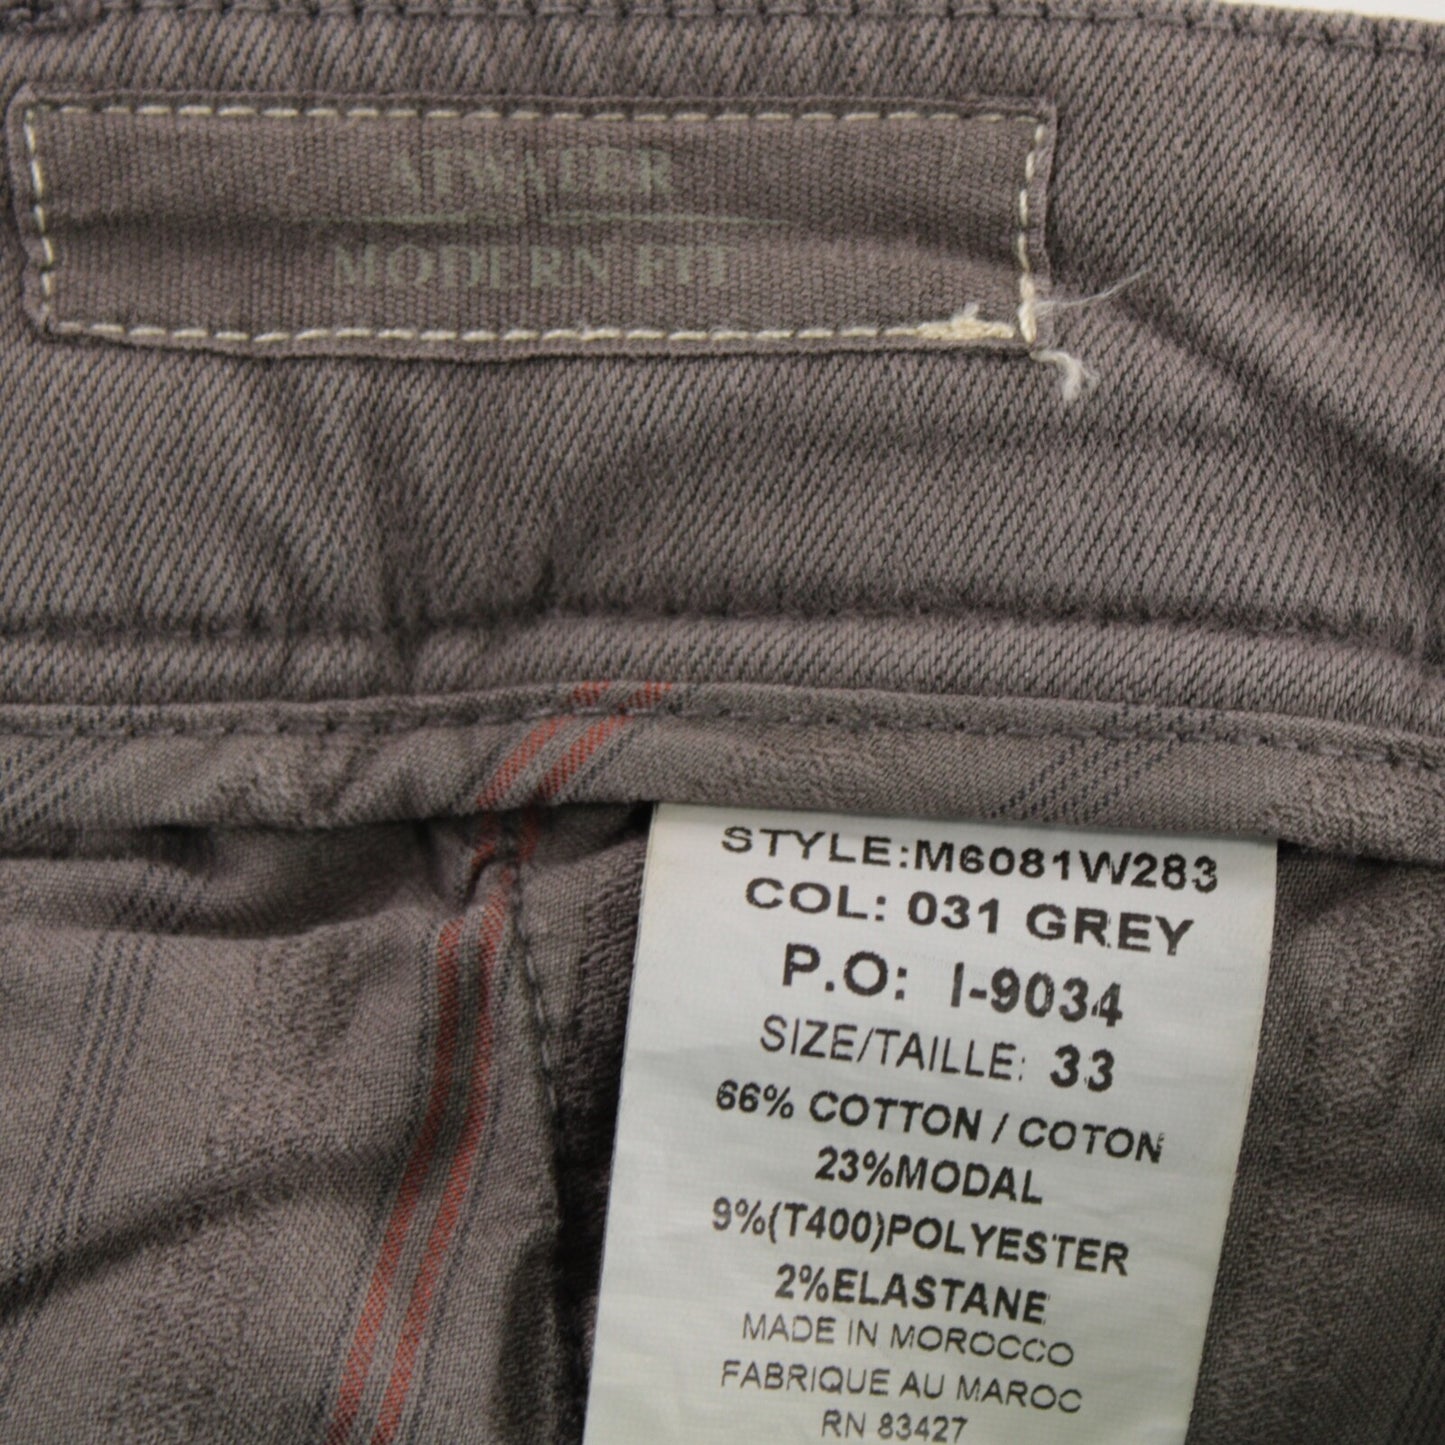 ATWATER
MODERN FIT
STYLE:M6081W283
COL: 031 GREY
P.O: I-9034
SIZE/TAILLE: 33
66% COTTON / COTON
23%MODAL
9%(T400)POLYESTER
2%ELASTANE
MADE IN MOROCCO
FABRIQUE AU MAROC
RN 83427